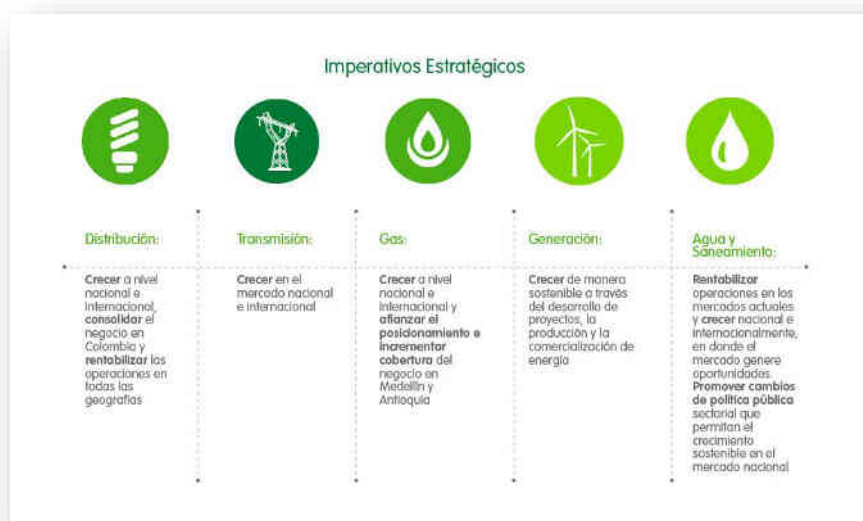 Imperativos Estratégicos
Distribución:
Crecer a nivel
nacional e
internacional,
consolidar el
negocio en
Colombia y
rentabilizar las
operaciones en
todas las
geografías
Transmisión:
Crecer en el
mercado nacional
e internacional
Gas:
Crecer a nivel
nacional e
internacional y
afianzar el
posicionamiento e
incrementar
cobertura del
negocio en
Medellín y
Antioquia
Generación:
Crecer de manera
sostenible a través
del desarrollo de
proyectos, la
producción y la
comercialización de
energía
Agua y
Saneamiento:
Rentabilizar
operaciones en los
mercados actuales
y crecer nacional e
internacionalmente,
en donde el
mercado genere
oportunidades.
Promover cambios
de política pública
sectorial que
permitan el
crecimiento
sostenible en el
mercado nacional